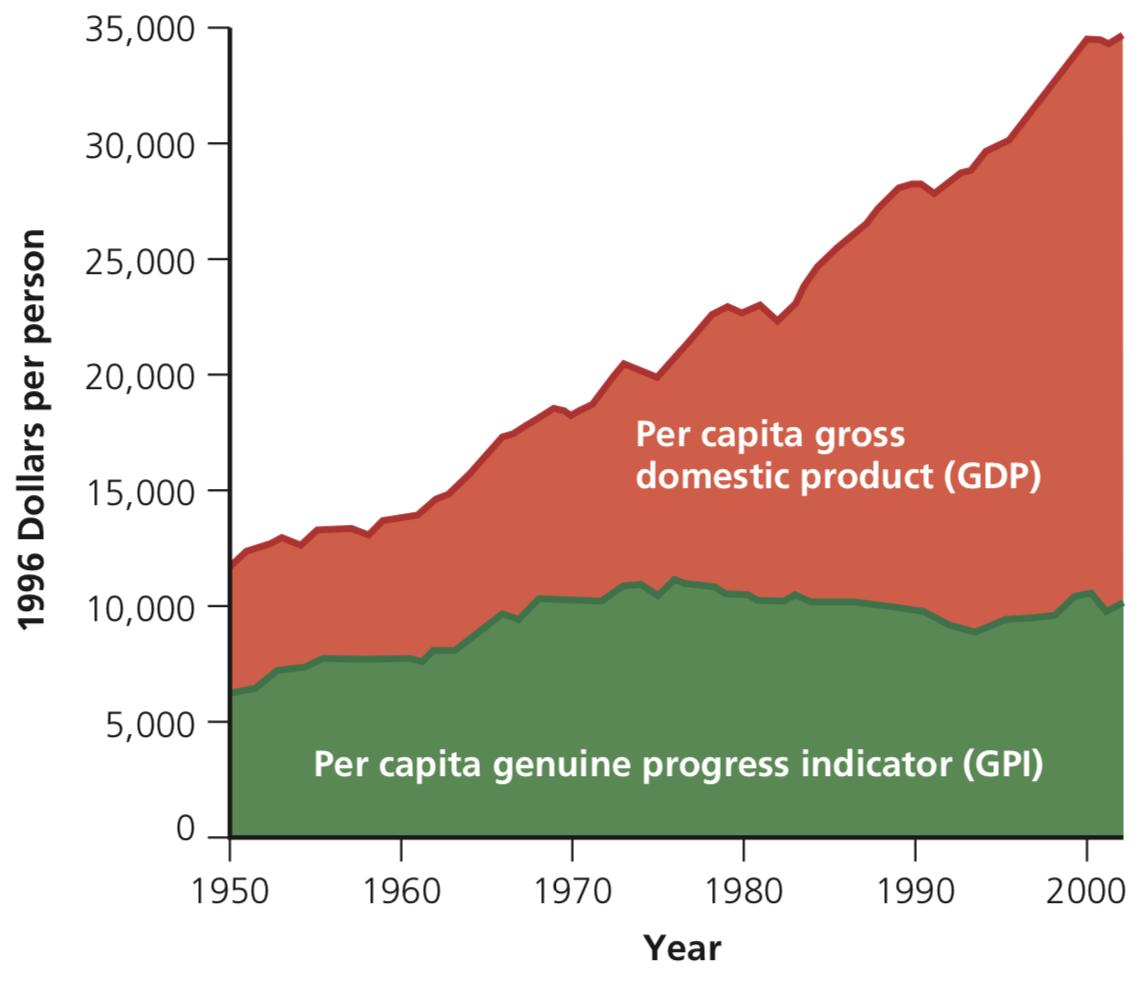 35,000
30,000
25,000
20,000
15,000
10,000
5,000
0
1996 Dollars per person
Per capita gross
domestic product (GDP)
Per capita genuine progress indicator (GPI)
1950 1960 1970 1980 1990 2000
Year